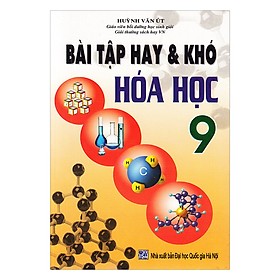 HUỲNH VĂN ÚT
Giáo viên bồi dưỡng học sinh giỏi
Giải thưởng sách hay VN
BÀI TẬP HAY & KHÓ
HÓA HỌC
9
C
H
Nhà xuất bản Đại học Quốc gia Hà Nội